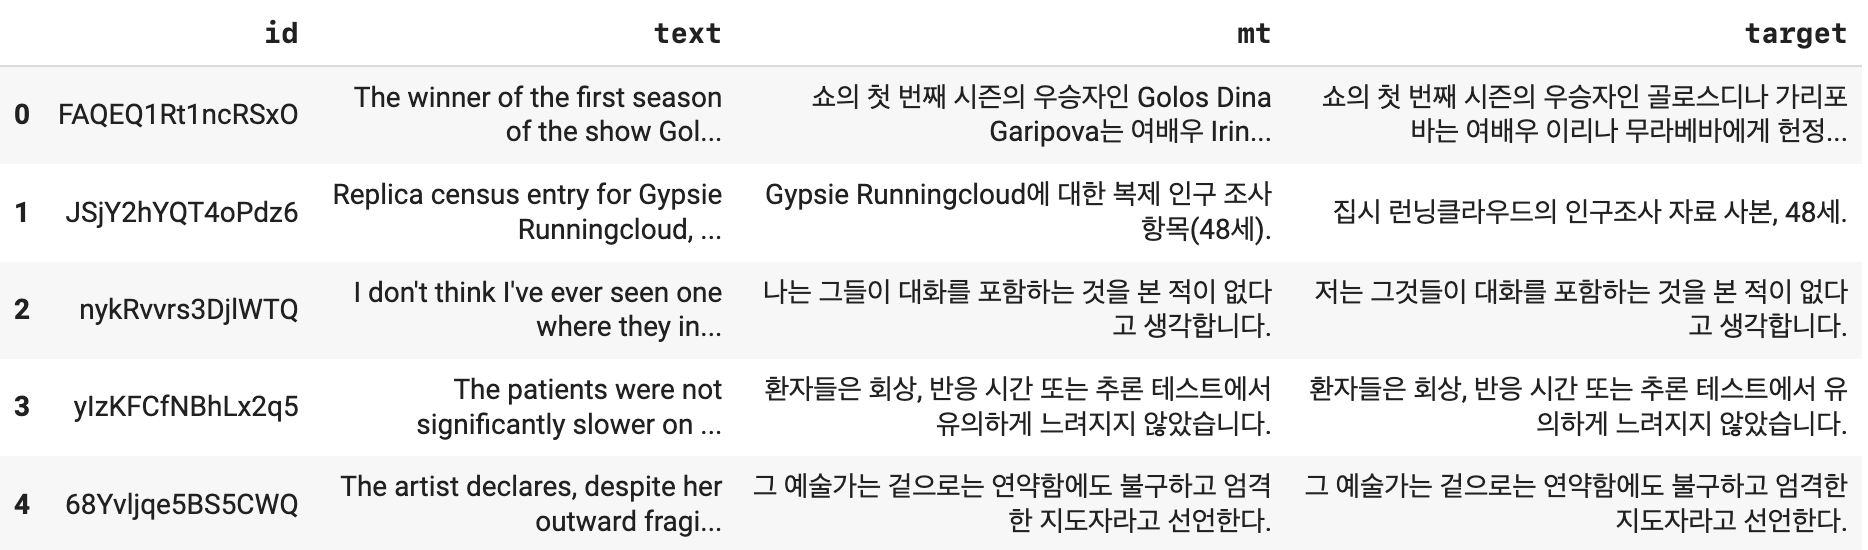 id text mt target
0 FAQEQ1Rt1ncRSxO The winner of the first season of the show Gol... 쇼의 첫 번째 시즌의 우승자인 Golos Dina Garipova는 여배우 Irin... 쇼의 첫 번째 시즌의 우승자인 골로스디나 가리포바는 여배우 이리나 무라베바에게 헌정...
1 JSjY2hYQT4oPdz6 Replica census entry for Gypsie Runningcloud, ... Gypsie Runningcloud에 대한 복제 인구 조사 항목(48세). 집시 런닝클라우드의 인구조사 자료 사본, 48세.
2 nykRvvrs3DjlWTQ I don't think I've ever seen one where they in... 나는 그들이 대화를 포함하는 것을 본 적이 없다고 생각합니다. 저는 그것들이 대화를 포함하는 것을 본 적이 없다고 생각합니다.
3 yIzKFCfNBhLx2q5 The patients were not significantly slower on ... 환자들은 회상, 반응 시간 또는 추론 테스트에서 유의하게 느려지지 않았습니다. 환자들은 회상, 반응 시간 또는 추론 테스트에서 유의하게 느려지지 않았습니다.
4 68Yvljqe5BS5CWQ The artist declares, despite her outward fragi... 그 예술가는 겉으로는 연약함에도 불구하고 엄격한 지도자라고 선언한다. 그 예술가는 겉으로는 연약함에도 불구하고 엄격한 지도자라고 선언한다.